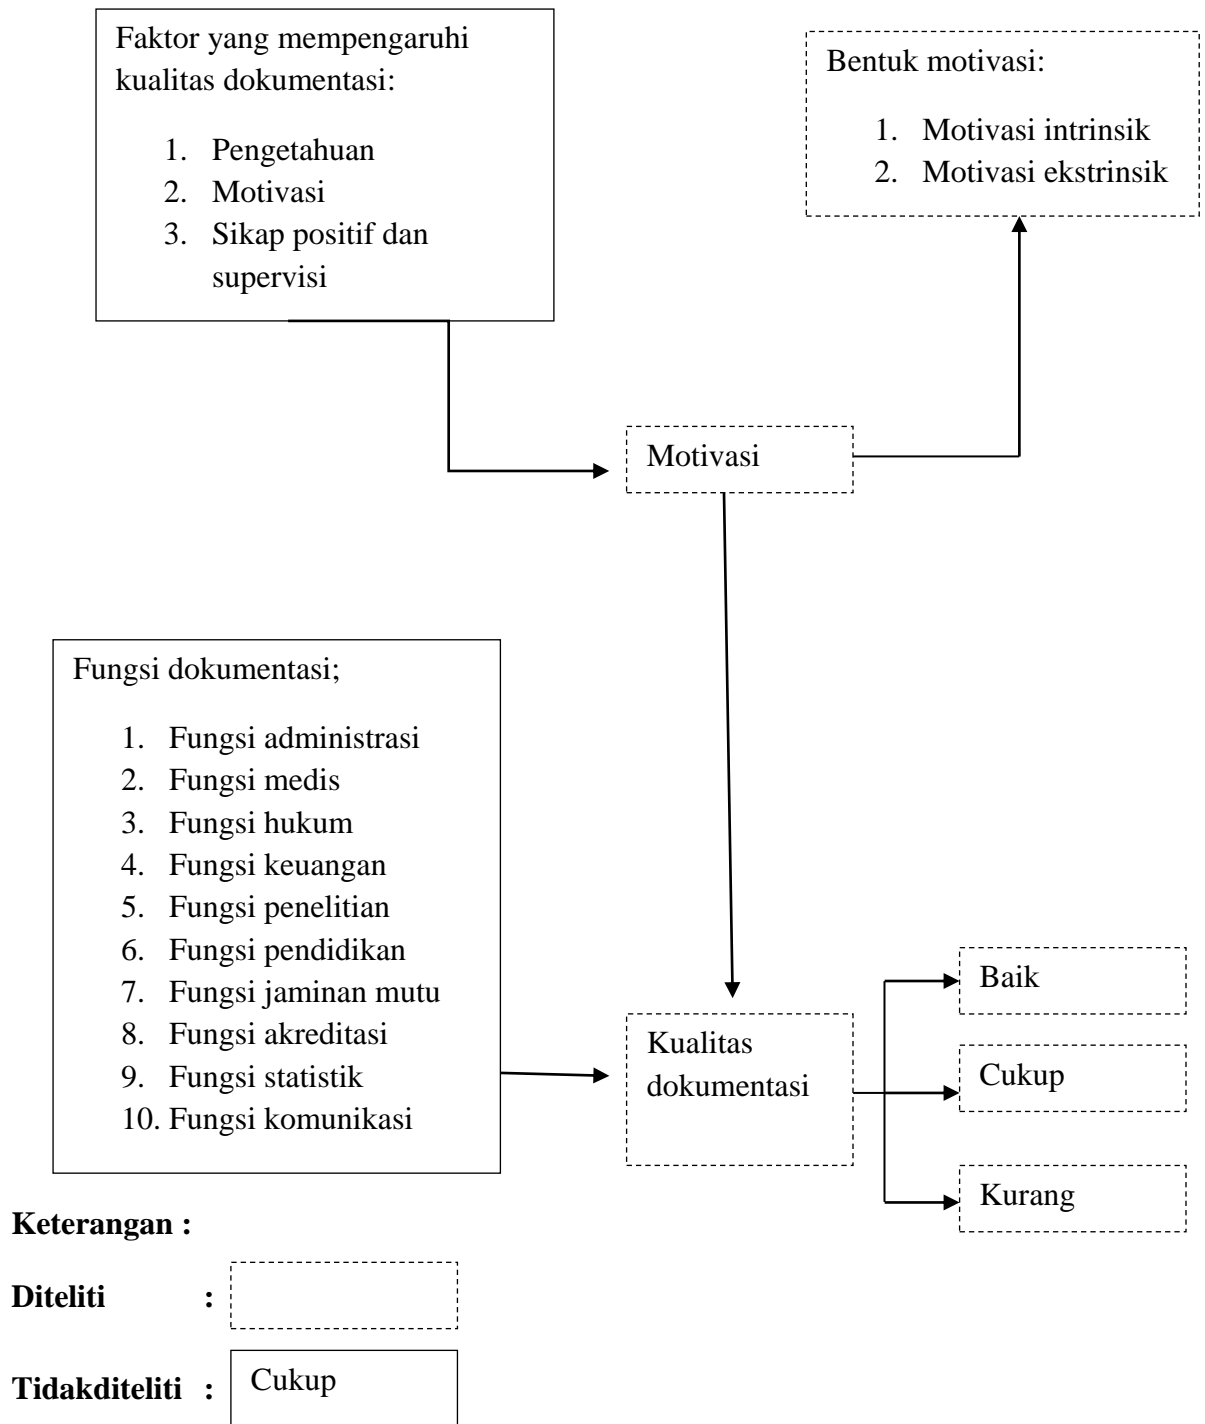 Faktor yang mempengaruhi
kualitas dokumentasi:
1. Pengetahuan
2. Motivasi
3. Sikap positif dan
supervisi
Bentuk motivasi:
1. Motivasi intrinsik
2. Motivasi ekstrinsik
Motivasi
Fungsi dokumentasi;
1. Fungsi administrasi
2. Fungsi medis
3. Fungsi hukum
4. Fungsi keuangan
5. Fungsi penelitian
6. Fungsi pendidikan
7. Fungsi jaminan mutu
8. Fungsi akreditasi
9. Fungsi statistik
10. Fungsi komunikasi
Kualitas
dokumentasi
Baik
Cukup
Kurang
Keterangan :
Diteliti :
Tidakditeliti : Cukup